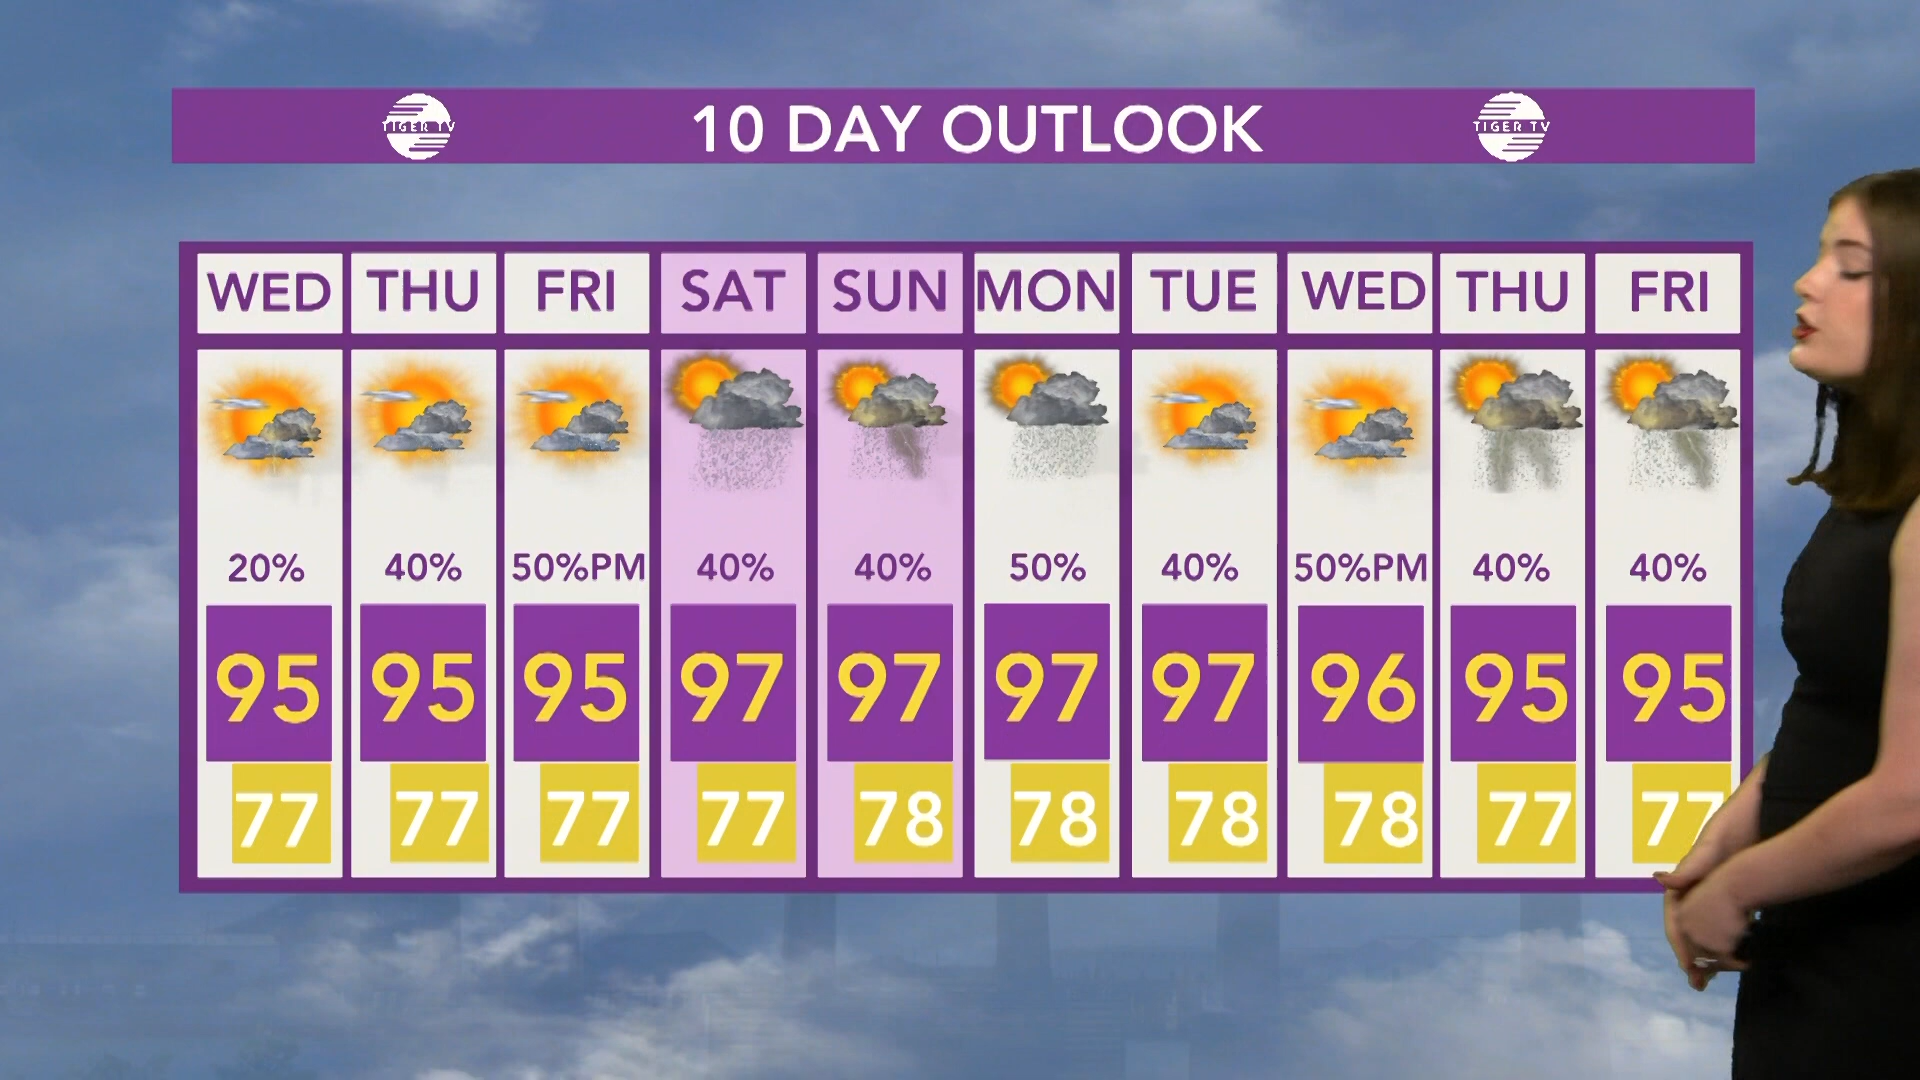 TIGER TV 10 DAY OUTLOOK TIGER TV
WED THU FRI SAT SUN MON TUE WED THU FRI
20% 40% 50%PM 40% 40% 50% 40% 50%PM 40% 40%
95 95 95 97 97 97 97 96 95 95
77 77 77 77 78 78 78 78 77 77